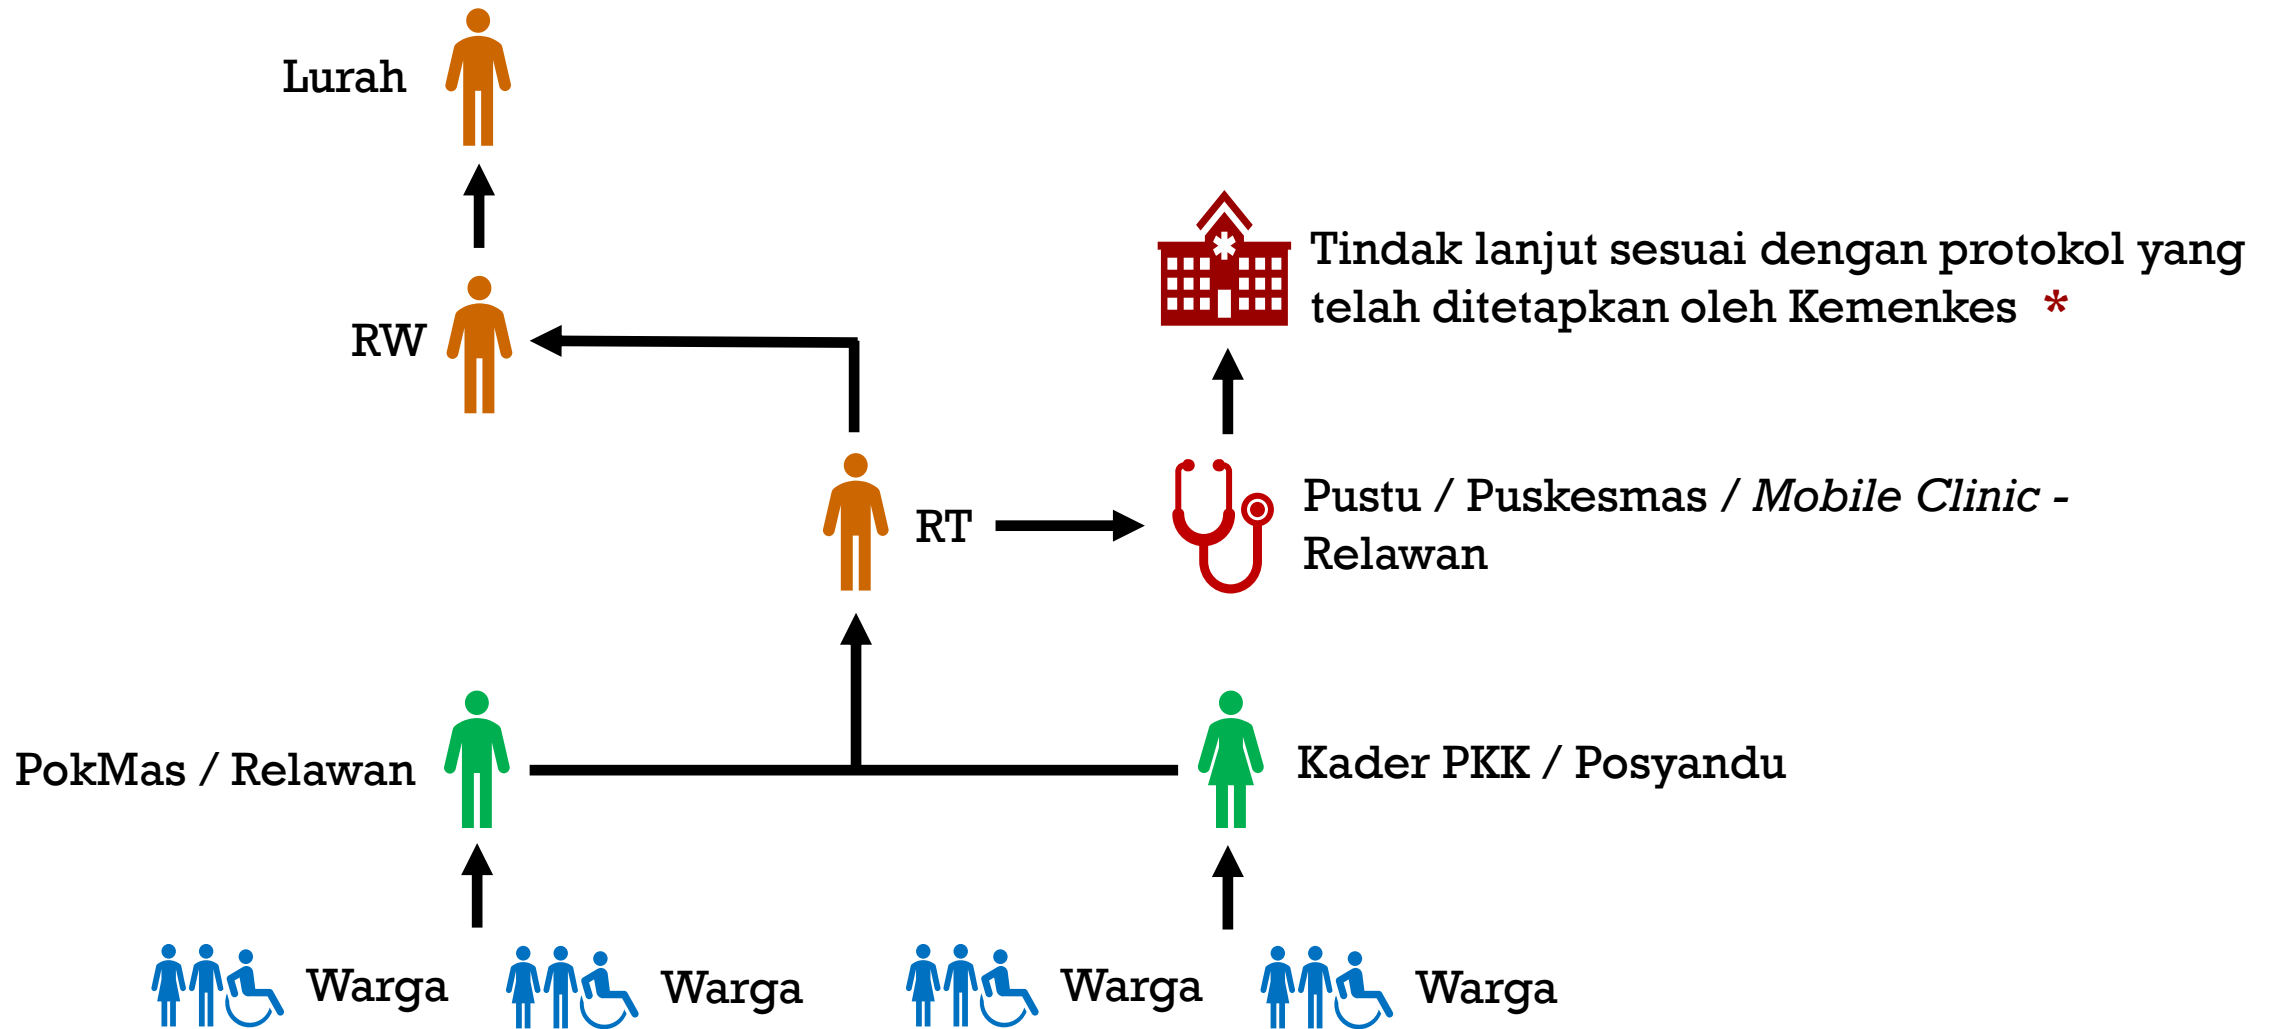 Lurah
Tindak lanjut sesuai dengan protokol yang
telah ditetapkan oleh Kemenkes *
RW
Pustu / Puskesmas / Mobile Clinic -
Relawan
RT
PokMas / Relawan
Kader PKK / Posyandu
Warga
Warga
Warga
Warga